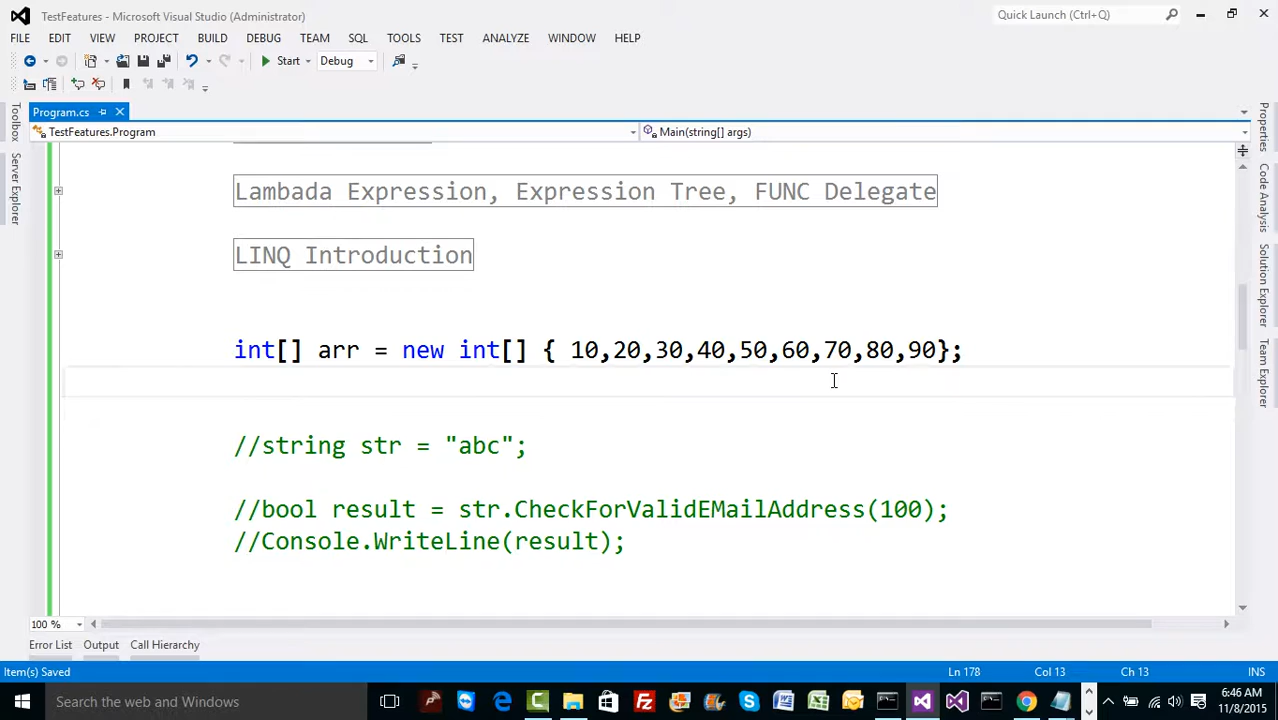 TestFeatures - Microsoft Visual Studio (Administrator)
Quick Launch (Ctrl+Q)
FILE EDIT VIEW PROJECT BUILD DEBUG TEAM SQL TOOLS TEST ANALYZE WINDOW HELP
Start Debug
Program.cs
TestFeatures.Program
Main(string[] args)
Toolbox
Server Explorer
Lambada Expression, Expression Tree, FUNC Delegate
LINQ Introduction
int[] arr = new int[] { 10,20,30,40,50,60,70,80,90};
//string str = "abc";
//bool result = str.CheckForValidEMailAddress(100);
//Console.WriteLine(result);
Properties
Code Analysis
Solution Explorer
Team Explorer
100 %
Error List Output Call Hierarchy
Item(s) Saved
Ln 178 Col 13 Ch 13 INS
Search the web and Windows
6:46 AM
11/8/2015